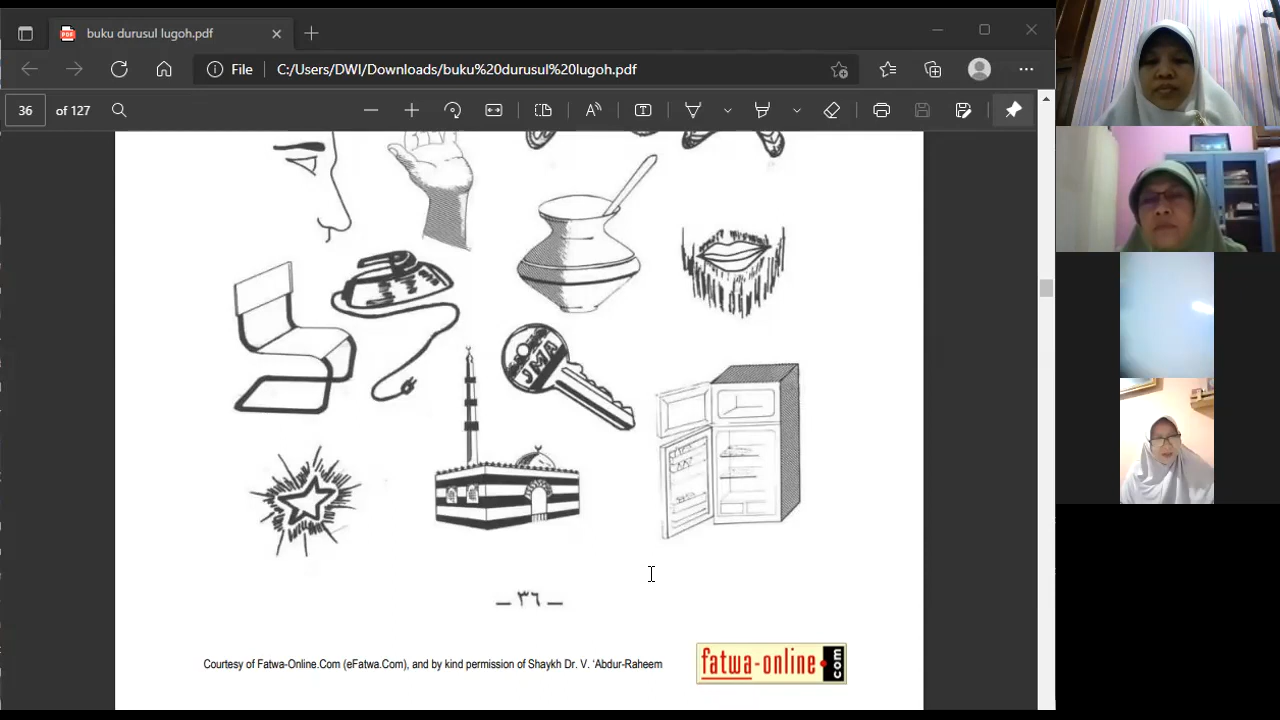 buku durusul lugoh.pdf
File
C:/Users/DWI/Downloads/buku%20durusul%20lugoh.pdf
36 of 127
JMA
— ٣٦ —
Courtesy of Fatwa-Online.Com (eFatwa.Com), and by kind permission of Shaykh Dr. V. ‘Abdur-Raheem
fatwa-online.com